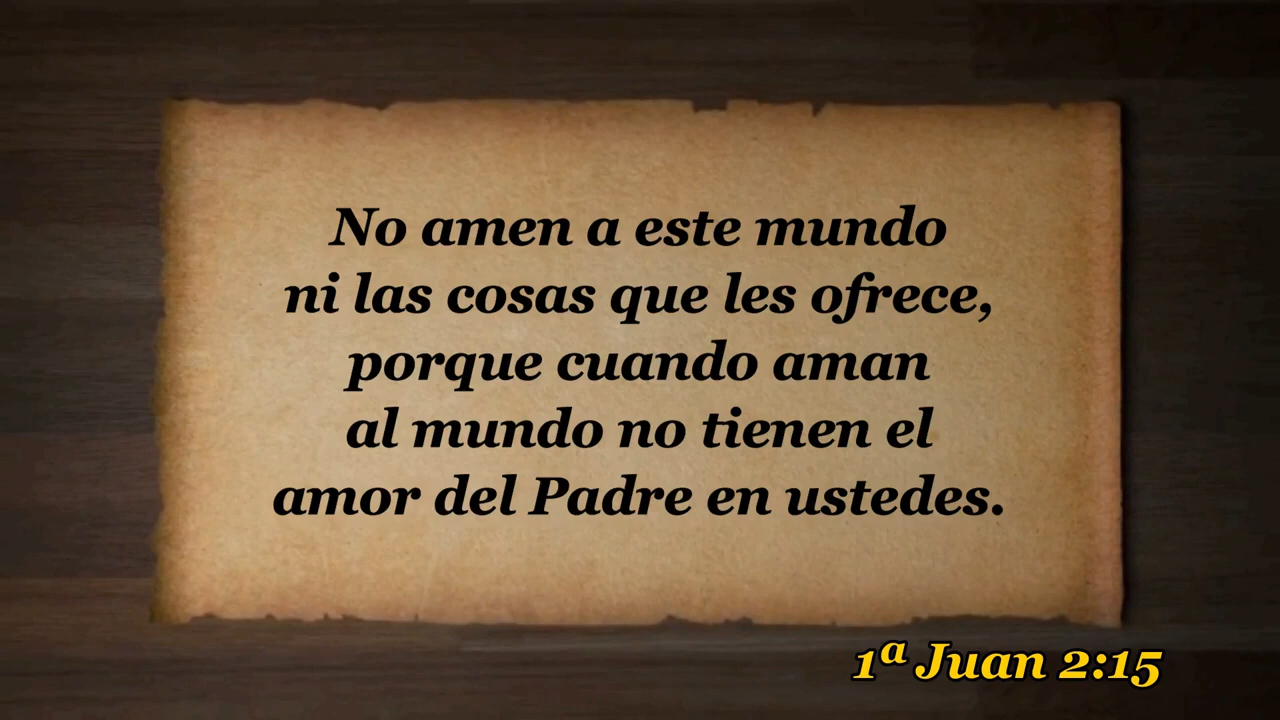 No amen a este mundo
ni las cosas que les ofrece,
porque cuando aman
al mundo no tienen el
amor del Padre en ustedes.
1ª Juan 2:15